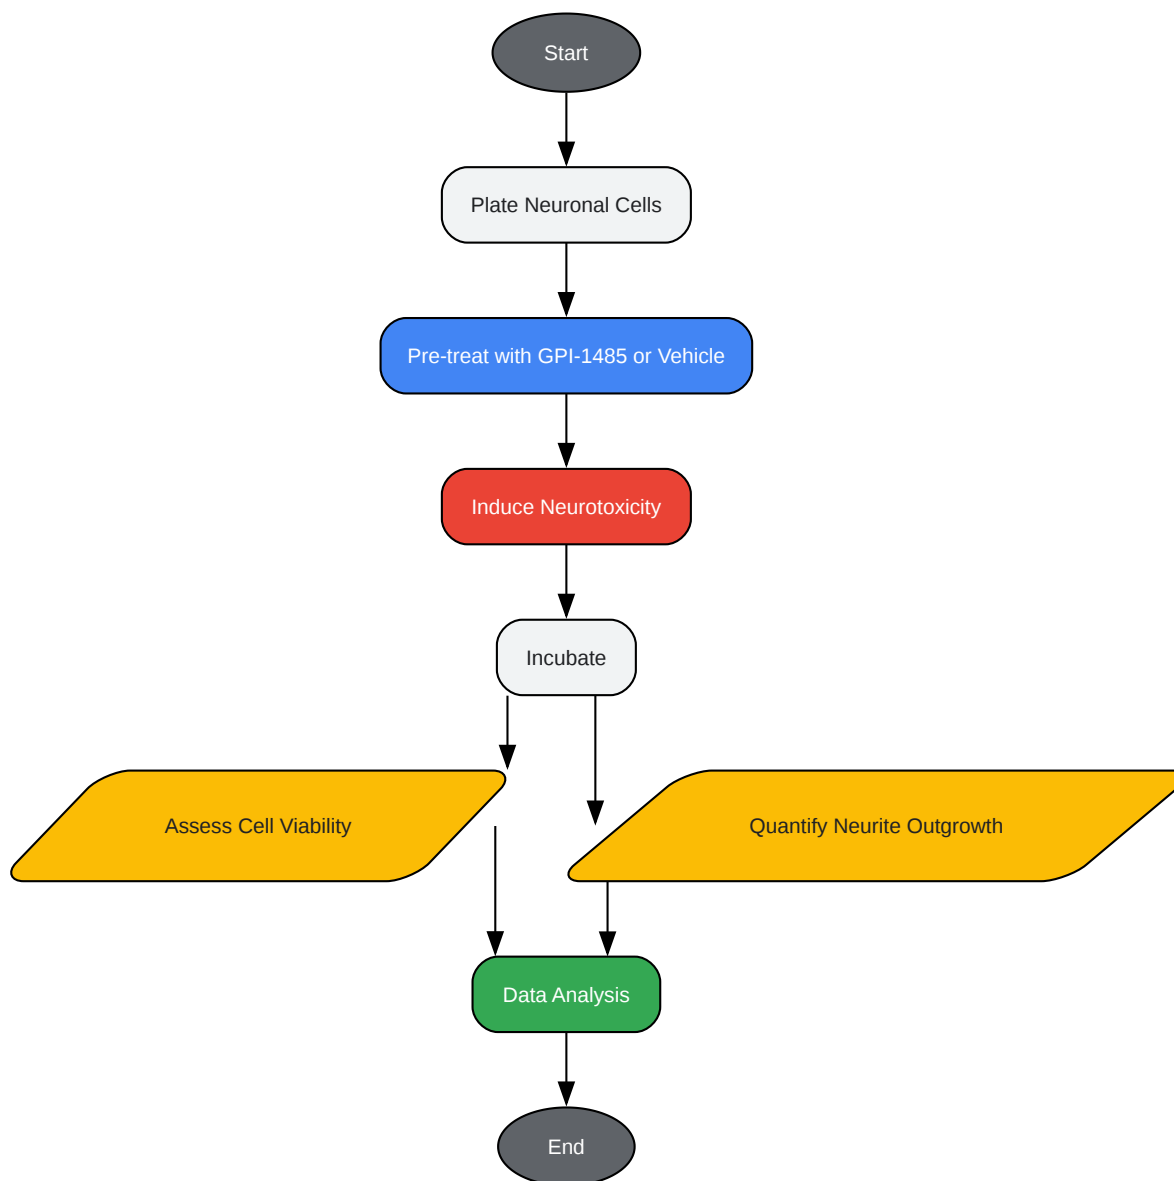 Start
Plate Neuronal Cells
Pre-treat with GPI-1485 or Vehicle
Induce Neurotoxicity
Incubate
Assess Cell Viability
Quantify Neurite Outgrowth
Data Analysis
End